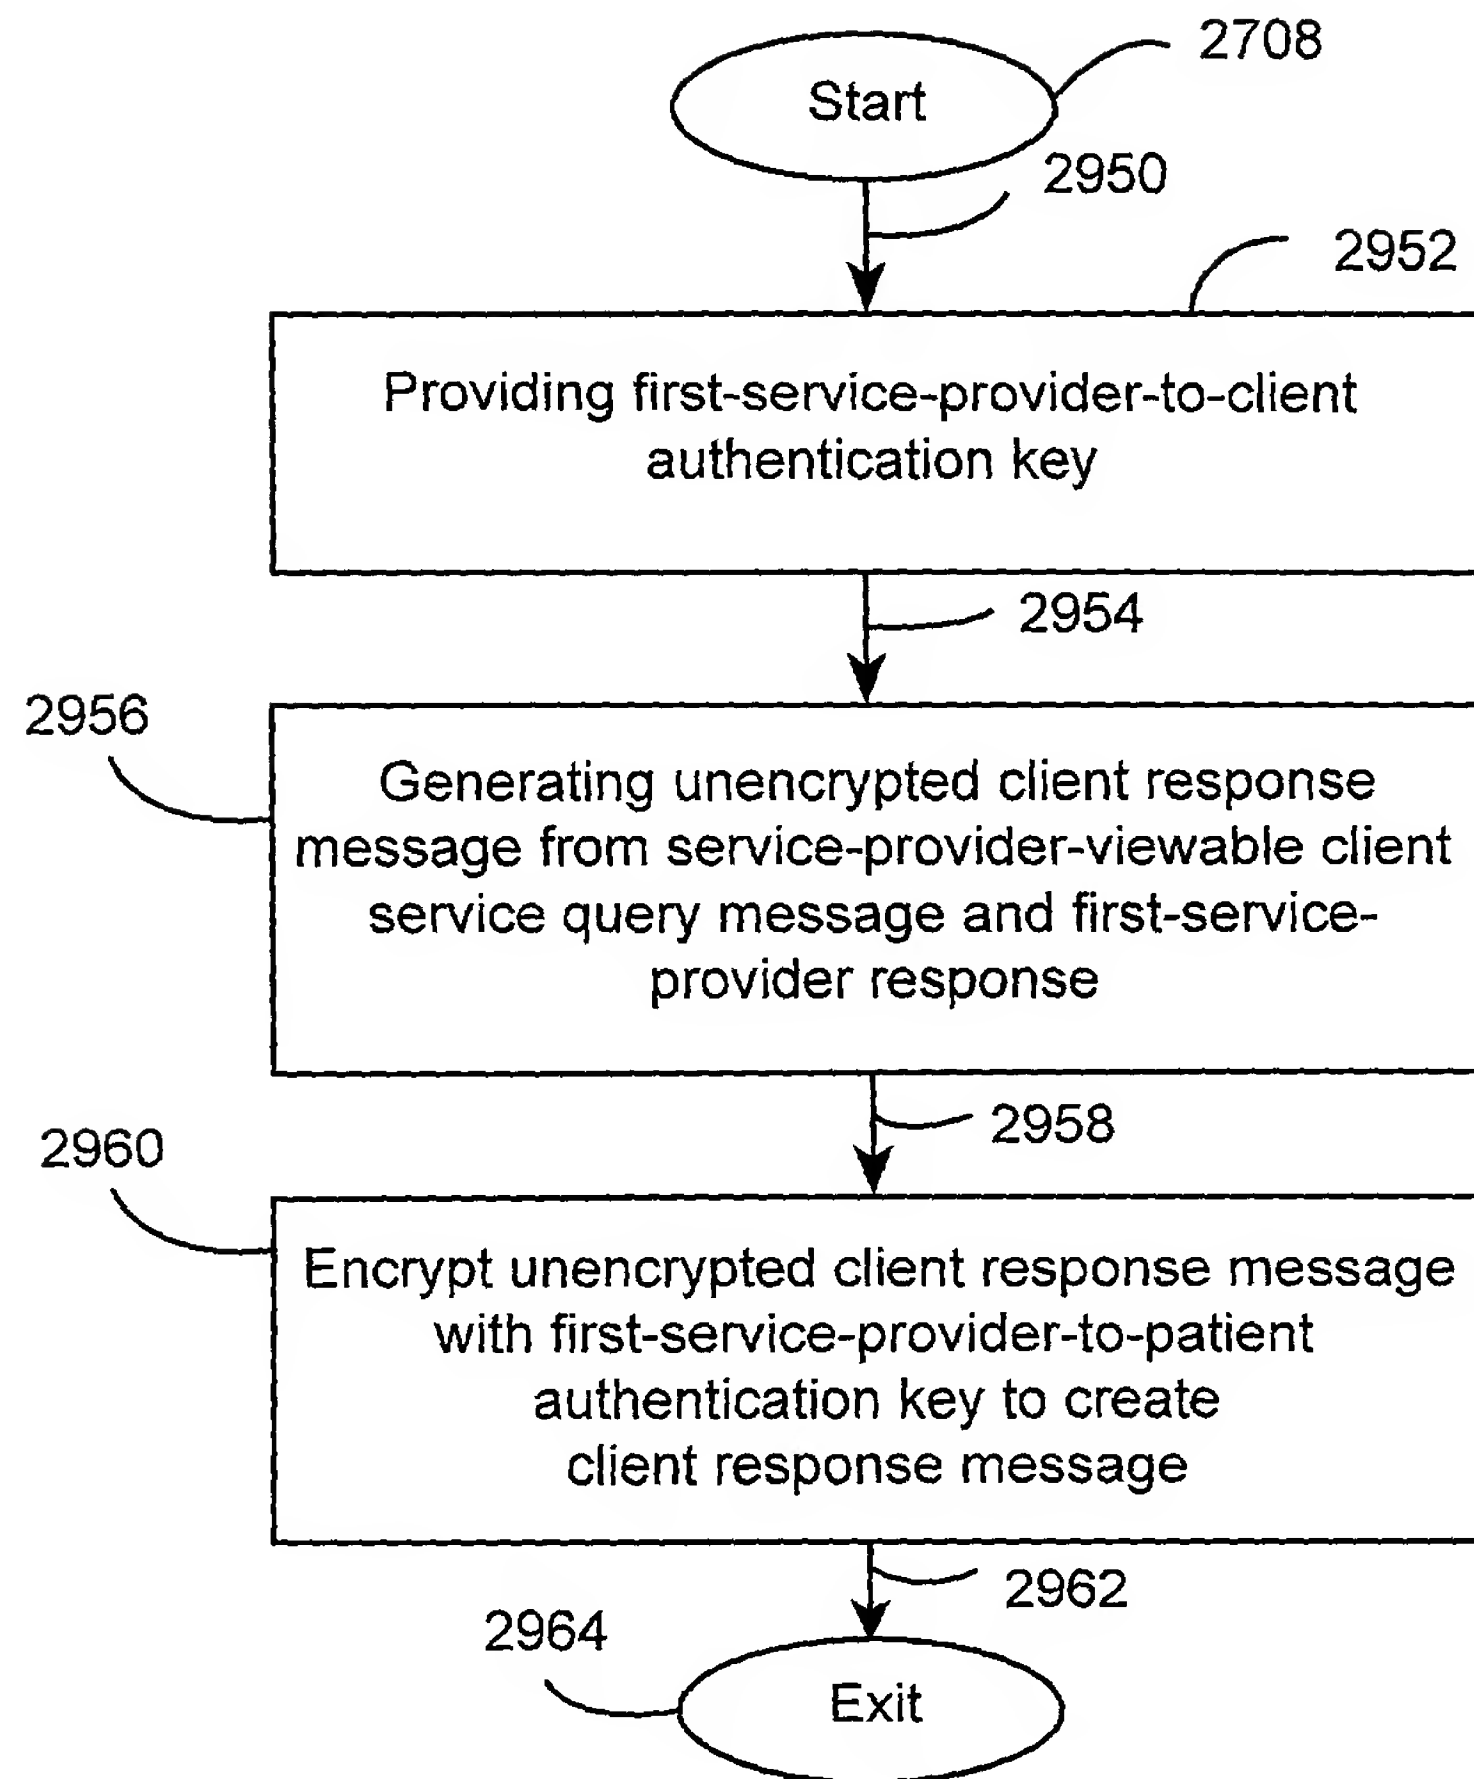 2708
Start
2950
2952
Providing first-service-provider-to-client
authentication key
2954
2956
Generating unencrypted client response
message from service-provider-viewable client
service query message and first-service-
provider response
2958
2960
Encrypt unencrypted client response message
with first-service-provider-to-patient
authentication key to create
client response message
2962
2964
Exit